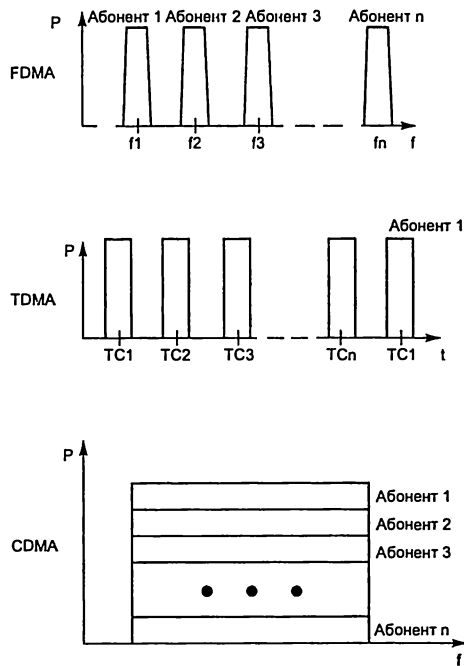 P Абонент 1 Абонент 2 Абонент 3 Абонент n
FDMA
f1 f2 f3 fn f
Абонент 1
P
TDMA
TC1 TC2 TC3 TCn TC1 t
P
Абонент 1
Абонент 2
CDMA
Абонент 3
Абонент n
f